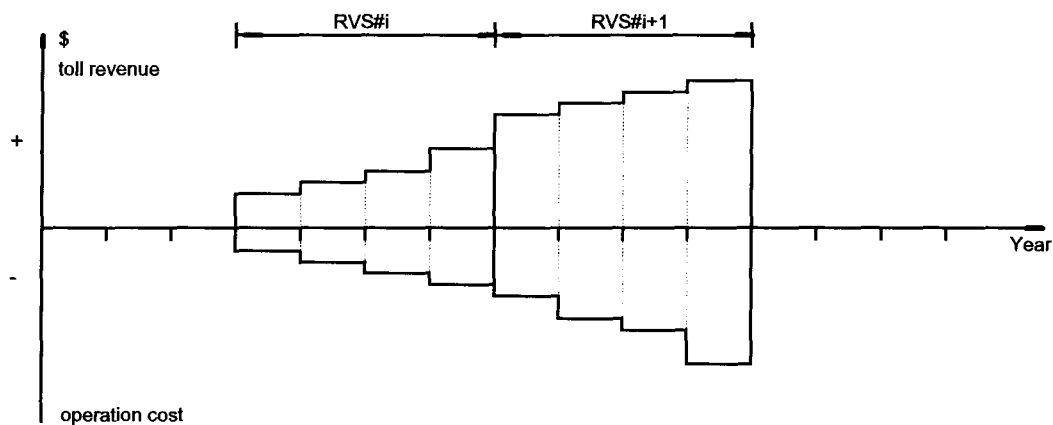 RVS#i
RVS#i+1
$
toll revenue
+
Year
-
operation cost